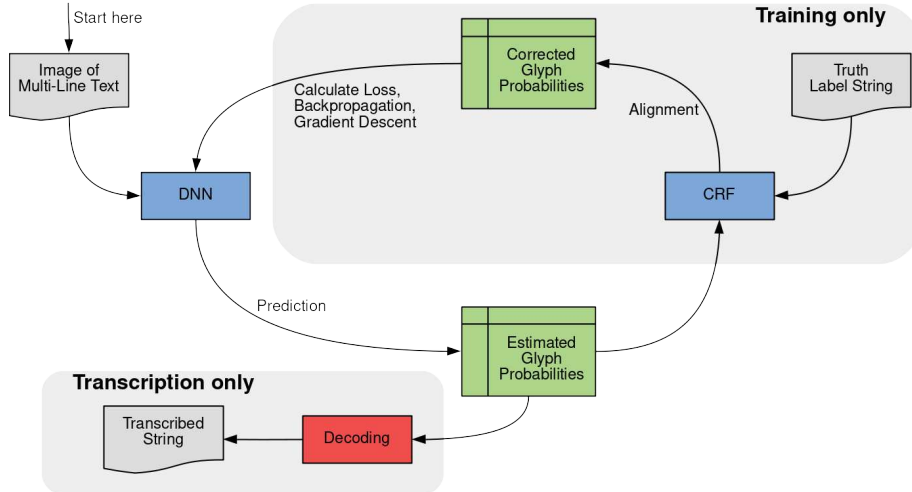 Start here
Training only
Image of
Multi-Line Text
Corrected
Glyph
Probabilities
Truth
Label String
Calculate Loss,
Backpropagation,
Gradient Descent
Alignment
DNN
CRF
Prediction
Estimated
Glyph
Probabilities
Transcription only
Transcribed
String
Decoding